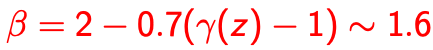 β = 2 − 0.7(γ(z) − 1) ∼ 1.6